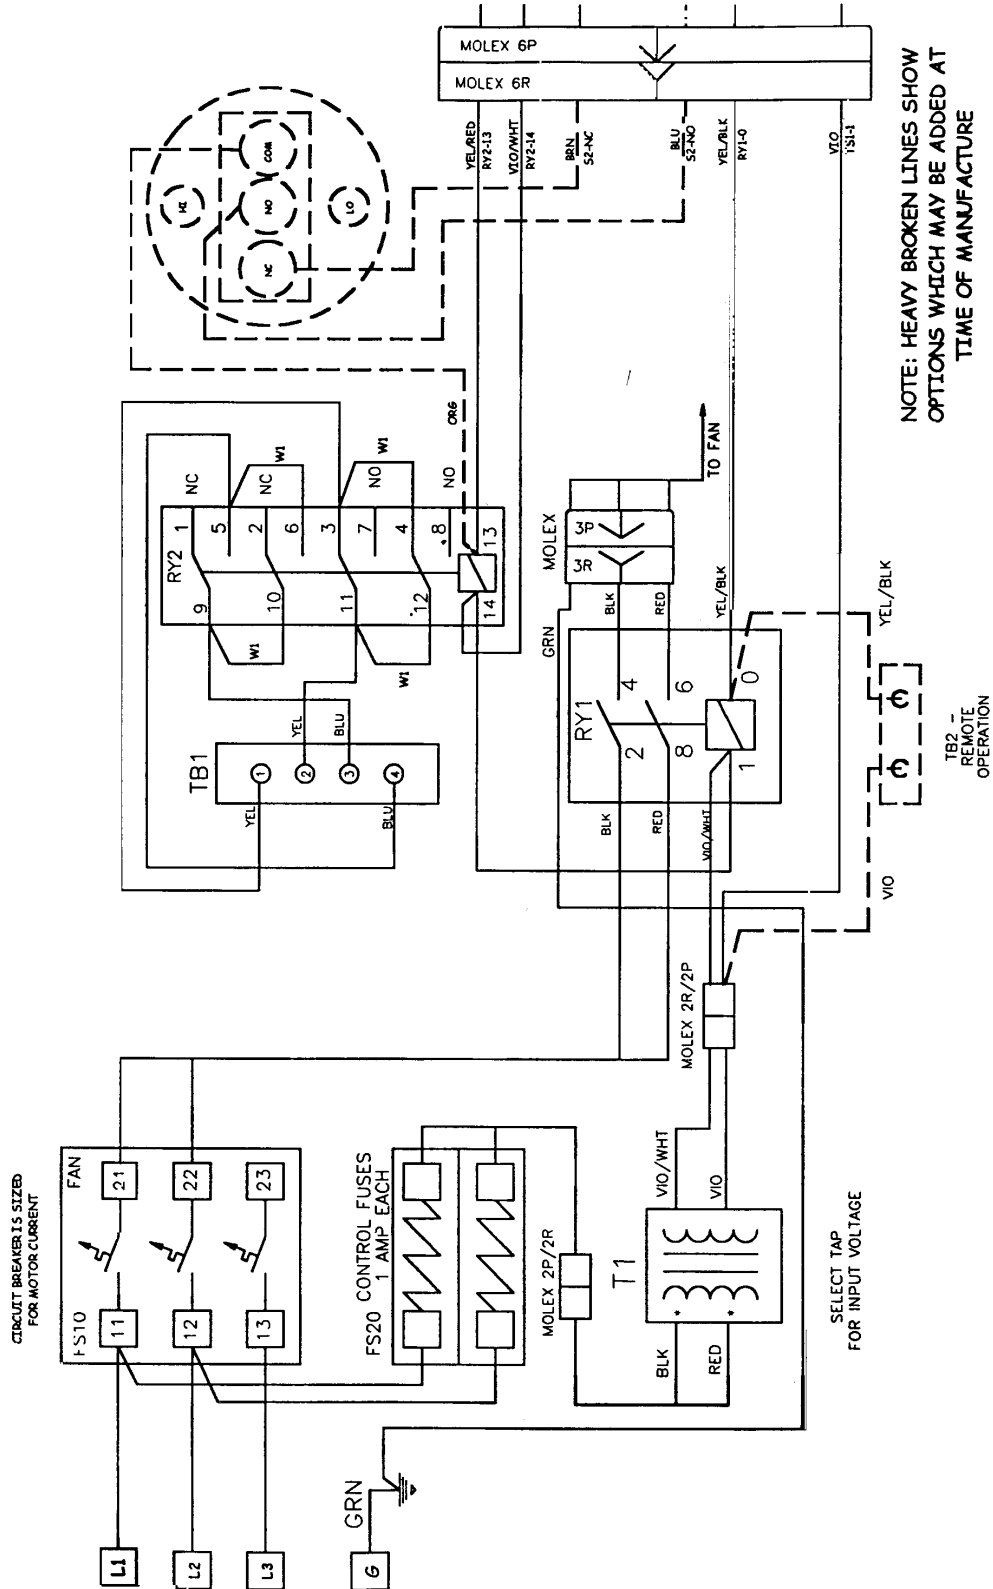 CIRCUIT BREAKER IS SIZED
FOR MOTOR CURRENT
L1
L2
L3
G
GRN
FS10
FAN
11
21
12
22
13
23
FS20
CONTROL FUSES
1 AMP EACH
MOLEX 2P/2R
BLK
RED
T1
VIO/WHT
VIO
SELECT TAP
FOR INPUT VOLTAGE
MOLEX 2R/2P
TB1
1
2
3
4
YEL
BLU
YEL
BLU
RY2
9
1
5
10
2
6
11
3
7
12
4
8
14
13
W1
W1
NC
NC
NO
NO
W1
W1
ORG
RY1
2
4
8
6
1
0
BLK
RED
VIO/WHT
GRN
BLK
RED
YEL/BLK
MOLEX
3R
3P
TO FAN
VIO
YEL/BLK
TB2 -
REMOTE
OPERATION
HI
COM
NO
NC
LO
YEL/RED
RY2-13
VIO/WHT
RY2-14
BRN
S2-NC
BLU
S2-NO
YEL/BLK
RY1-0
VIO
TS1-1
MOLEX 6P
MOLEX 6R
NOTE: HEAVY BROKEN LINES SHOW
OPTIONS WHICH MAY BE ADDED AT
TIME OF MANUFACTURE